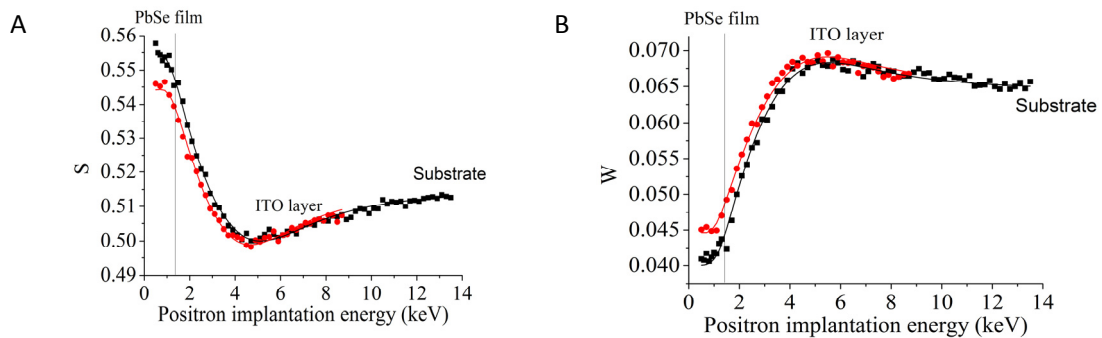 A
PbSe film
0.56
0.55
0.54
0.53
0.52
0.51
0.50
0.49
S
Substrate
ITO layer
0 2 4 6 8 10 12 14
Positron implantation energy (keV)
B
PbSe film
ITO layer
0.070
0.065
0.060
0.055
0.050
0.045
0.040
W
Substrate
0 2 4 6 8 10 12 14
Positron implantation energy (keV)